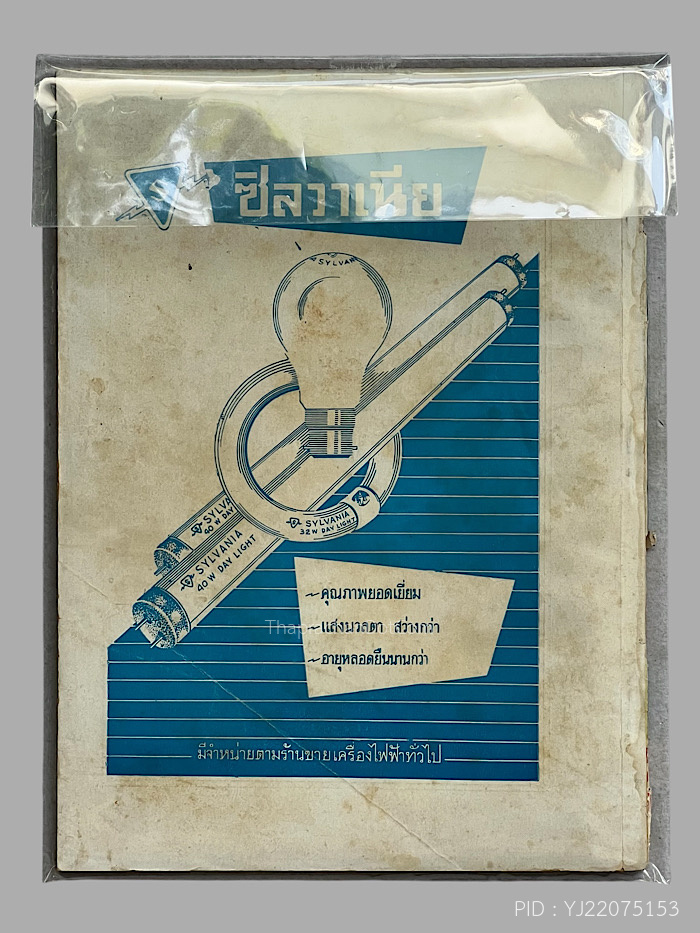 ซิลวาเนีย
SYLVAN
SYLVANIA
32W DAY LIGHT
SYLVA
40 W DAY
SYLVANIA
40 W DAY LIGHT
~คุณภาพยอดเยี่ยม
~แสงนวลตา สว่างกว่า
~อายุหลอดยืนนานกว่า
มีจำหน่ายตามร้านขายเครื่องไฟฟ้าทั่วไป
PID : YJ22075153